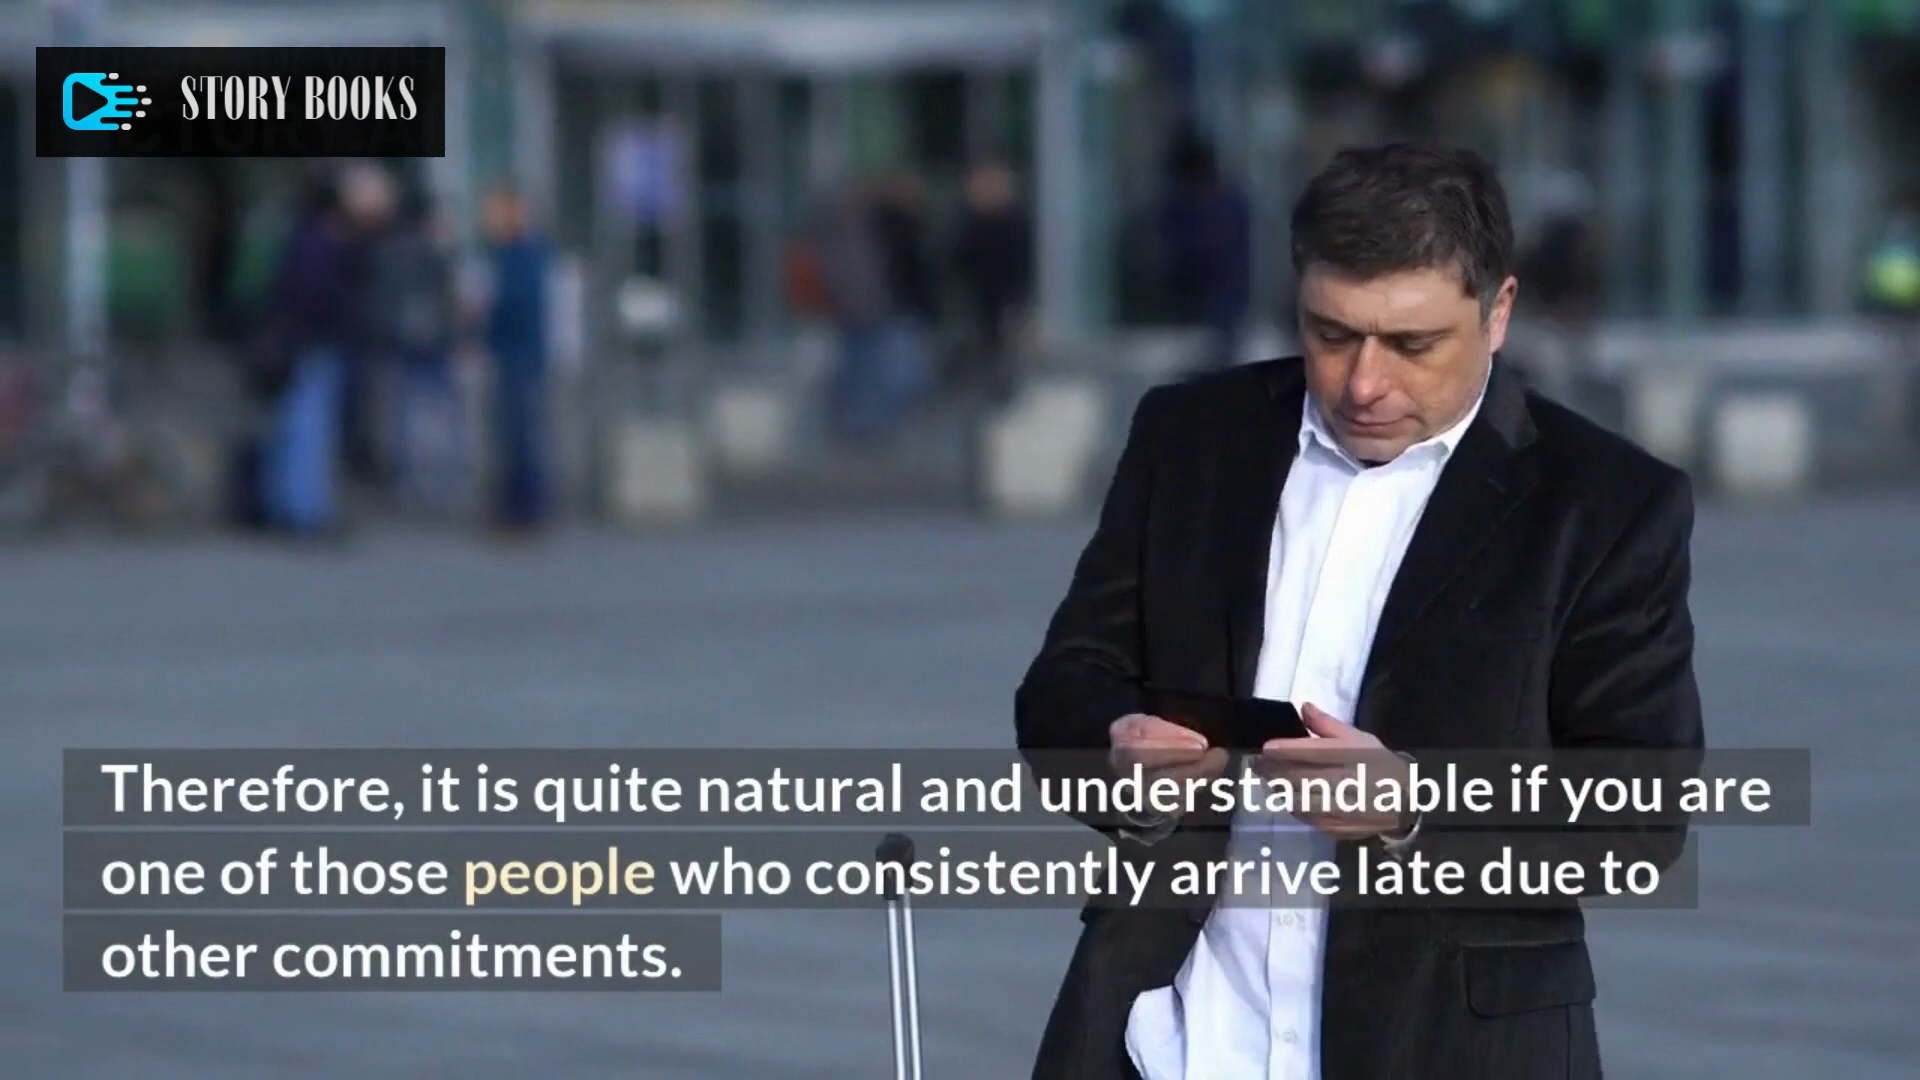 STORY BOOKS
Therefore, it is quite natural and understandable if you are
one of those people who consistently arrive late due to
other commitments.